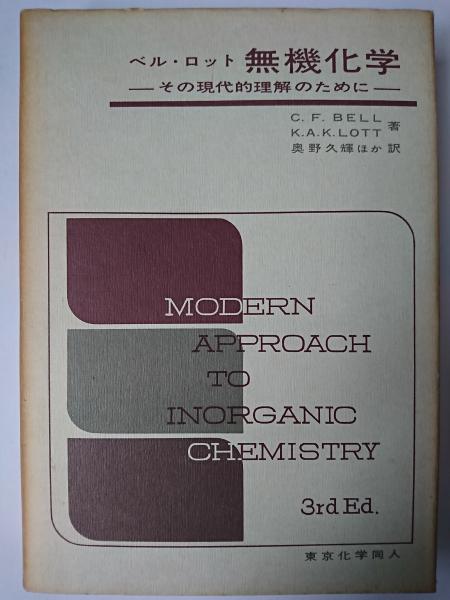 ベル・ロット 無機化学
―その現代的理解のために―
C. F. BELL
K.A.K.LOTT 著
奥野久輝ほか 訳
MODERN
APPROACH
TO
INORGANIC
CHEMISTRY
3rd Ed.
東京化学同人